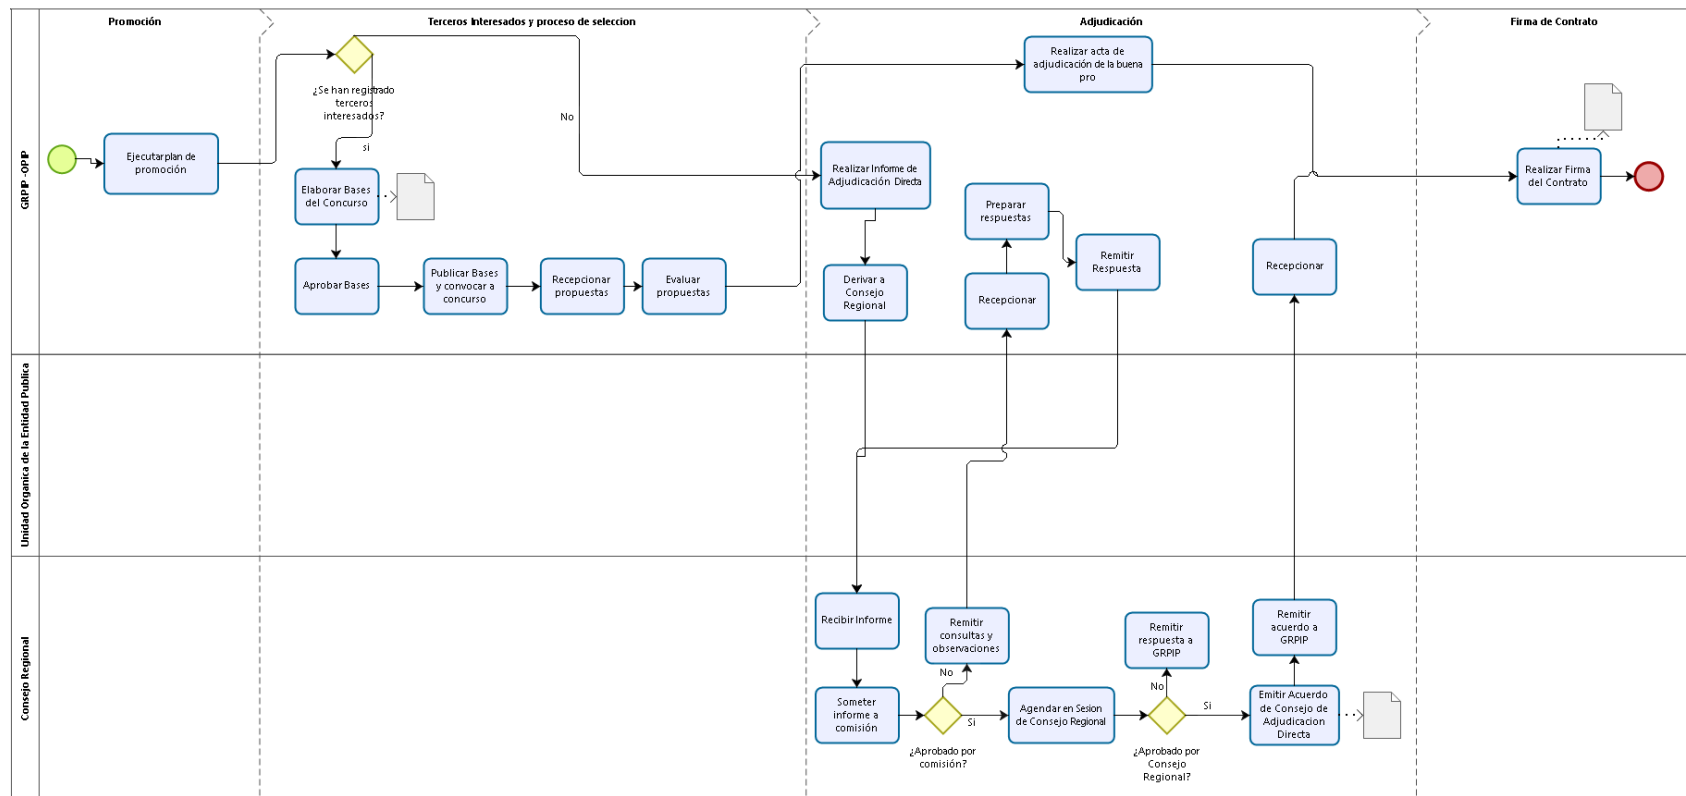 Promoción
Terceros Interesados y proceso de seleccion
Adjudicación
Firma de Contrato
GRPIP -OPIP
¿Se han registrado
terceros
interesados?
No
si
Ejecutar plan de
promoción
Elaborar Bases
del Concurso
Aprobar Bases
Publicar Bases
y convocar a
concurso
Recepcionar
propuestas
Evaluar
propuestas
Realizar acta de
adjudicación de la buena
pro
Realizar Informe de
Adjudicación Directa
Derivar a
Consejo
Regional
Preparar
respuestas
Recepcionar
Remitir
Respuesta
Recepcionar
Realizar Firma
del Contrato
Unidad Organica de la Entidad Publica
Consejo Regional
Recibir Informe
Someter
informe a
comisión
Remitir
consultas y
observaciones
No
Si
¿Aprobado por
comisión?
Agendar en Sesion
de Consejo Regional
Remitir
respuesta a
GRPIP
No
Si
¿Aprobado por
Consejo
Regional?
Remitir
acuerdo a
GRPIP
Emitir Acuerdo
de Consejo de
Adjudicacion
Directa